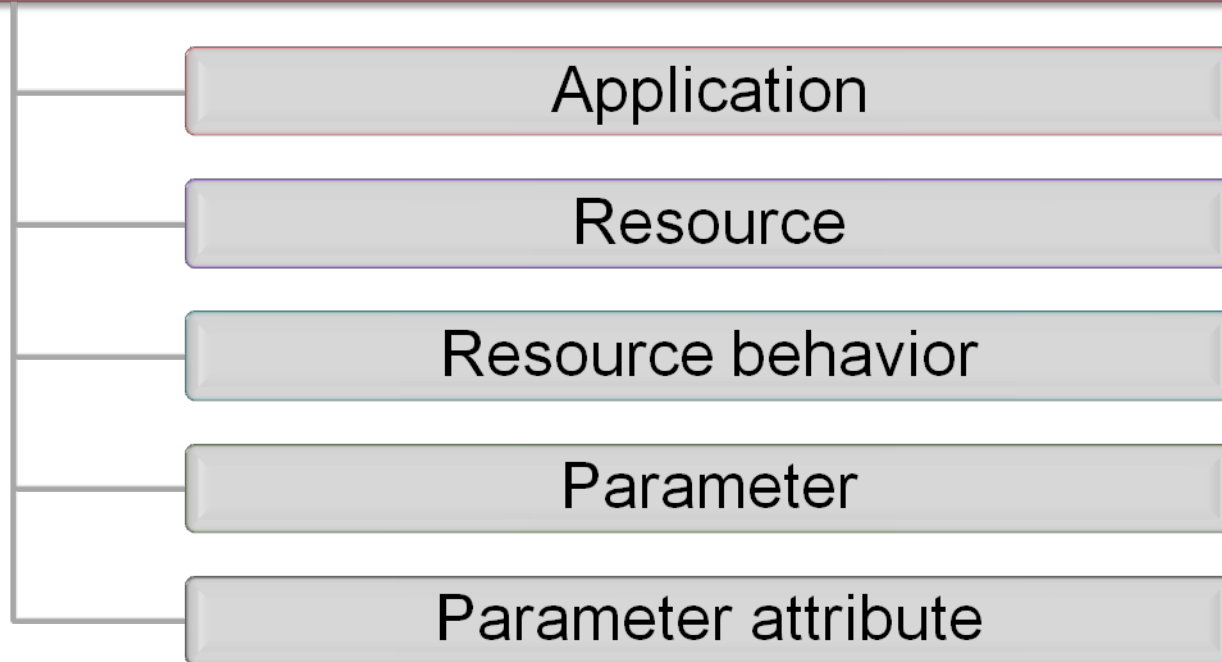 Application
Resource
Resource behavior
Parameter
Parameter attribute